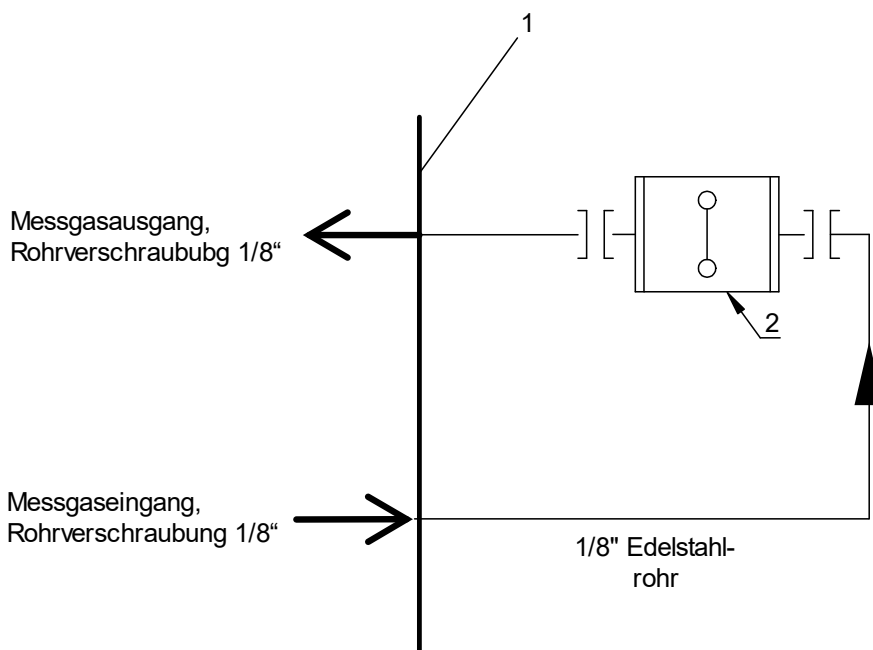 1
Messgasausgang,
Rohrverschraububg 1/8“
2
Messgaseingang,
Rohrverschraubung 1/8“
1/8" Edelstahl-
rohr